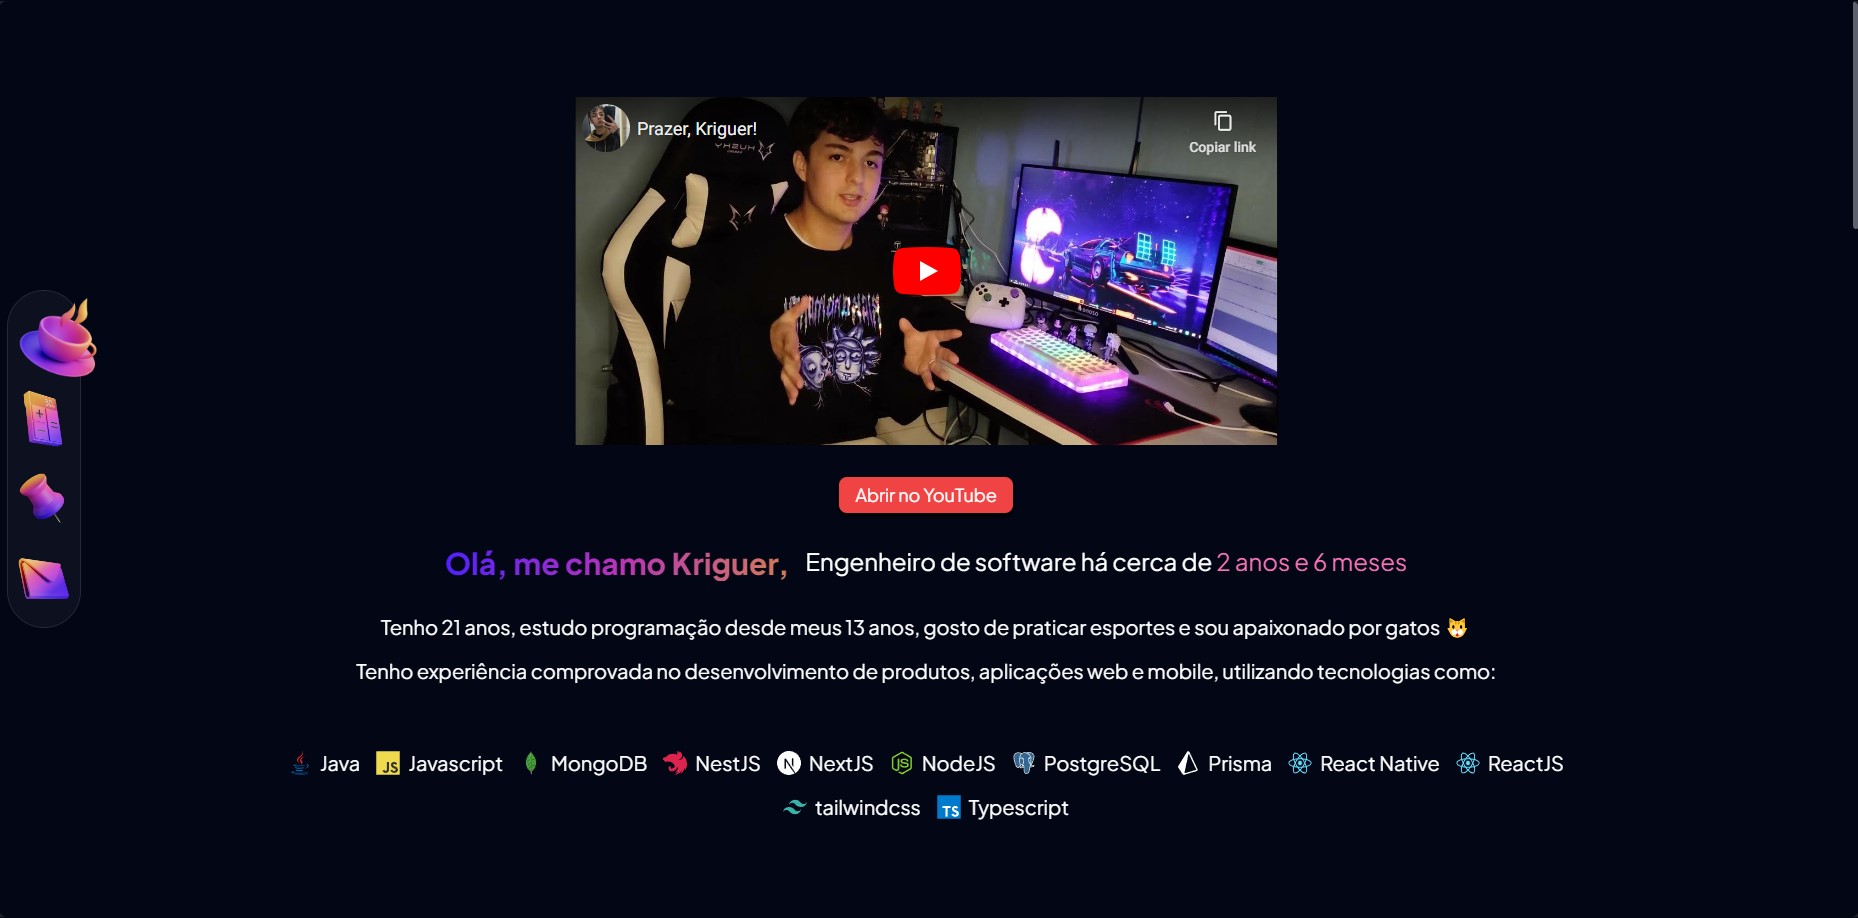 Prazer, Kriguer!
Copiar link
Abrir no YouTube
Olá, me chamo Kriguer, Engenheiro de software há cerca de 2 anos e 6 meses
Tenho 21 anos, estudo programação desde meus 13 anos, gosto de praticar esportes e sou apaixonado por gatos 🐱
Tenho experiência comprovada no desenvolvimento de produtos, aplicações web e mobile, utilizando tecnologias como:
Java JS Javascript MongoDB NestJS N NextJS JS NodeJS PostgreSQL Prisma React Native ReactJS
tailwindcss TS Typescript